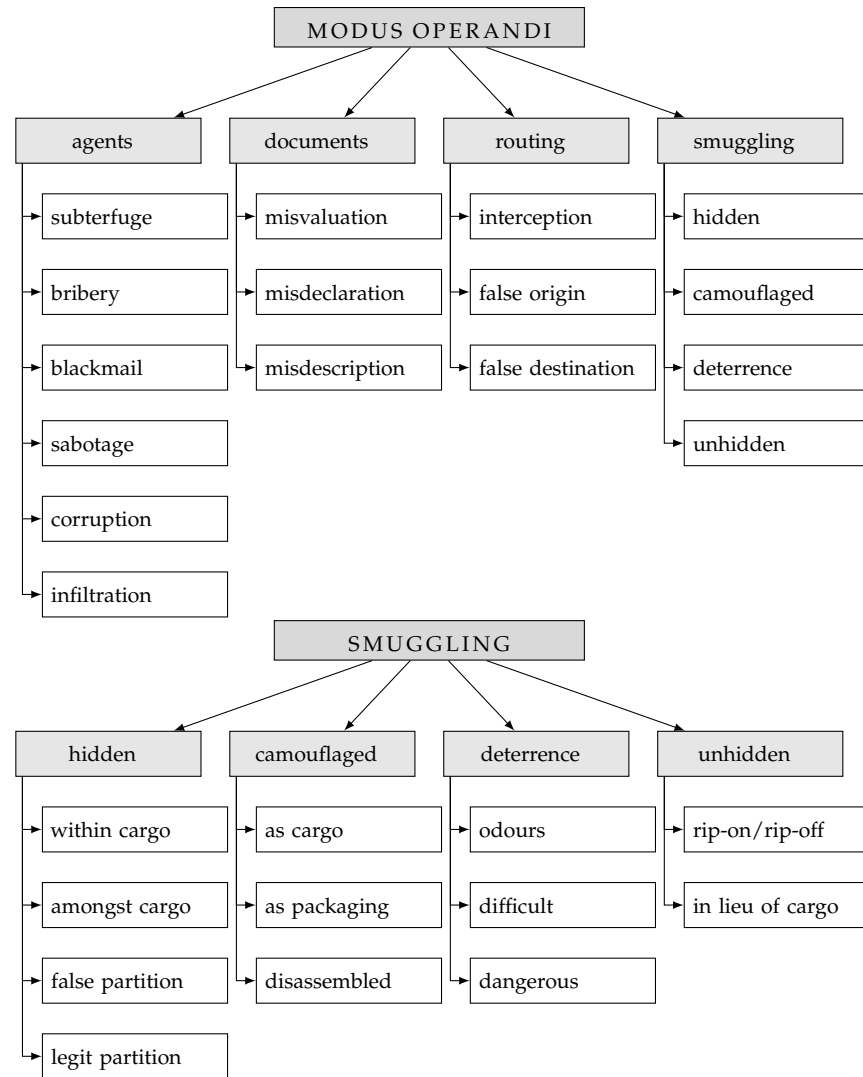 MODUS OPERANDI
agents
documents
routing
smuggling
subterfuge
misvaluation
interception
hidden
bribery
misdeclaration
false origin
camouflaged
blackmail
misdescription
false destination
deterrence
sabotage
unhidden
corruption
infiltration
SMUGGLING
hidden
camouflaged
deterrence
unhidden
within cargo
as cargo
odours
rip-on/rip-off
amongst cargo
as packaging
difficult
in lieu of cargo
false partition
disassembled
dangerous
legit partition